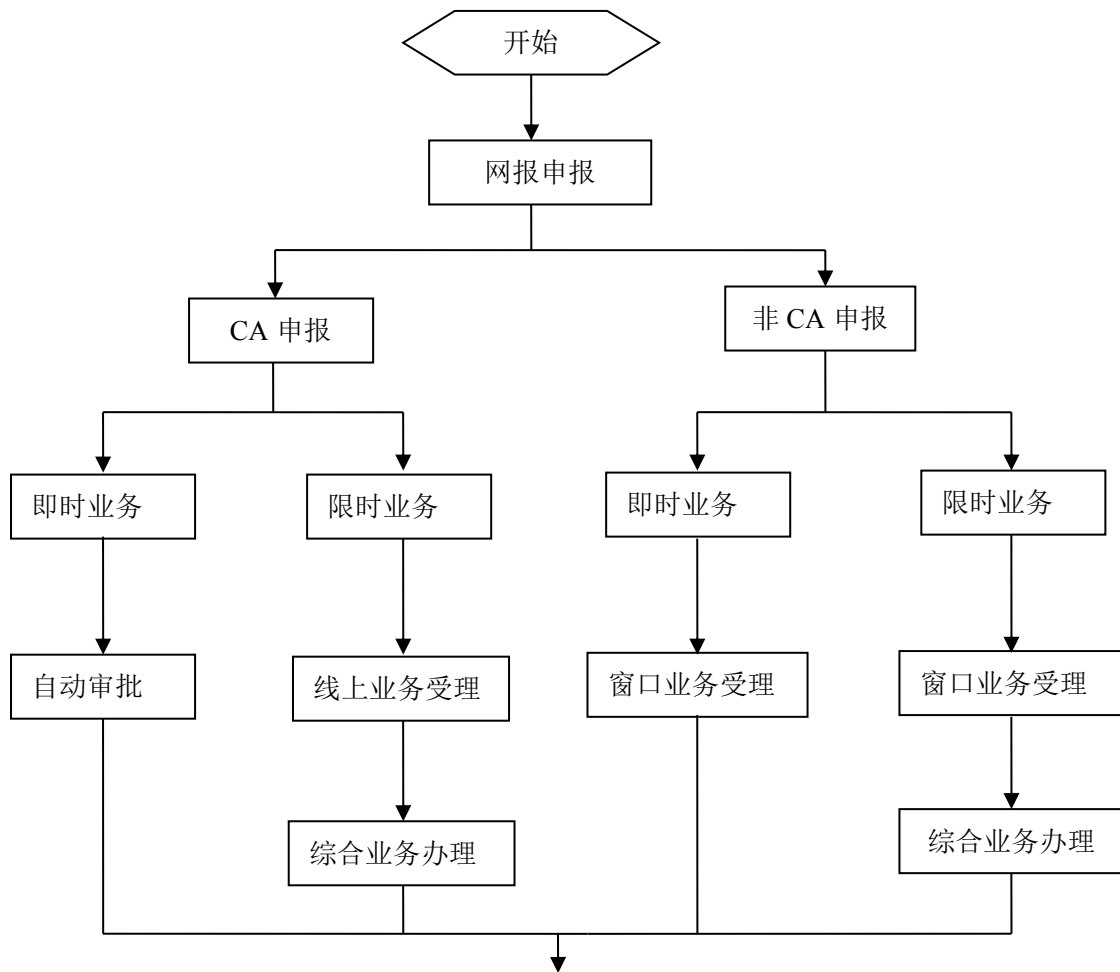 开始
网报申报
CA 申报
非 CA 申报
即时业务
限时业务
即时业务
限时业务
自动审批
线上业务受理
窗口业务受理
窗口业务受理
综合业务办理
综合业务办理